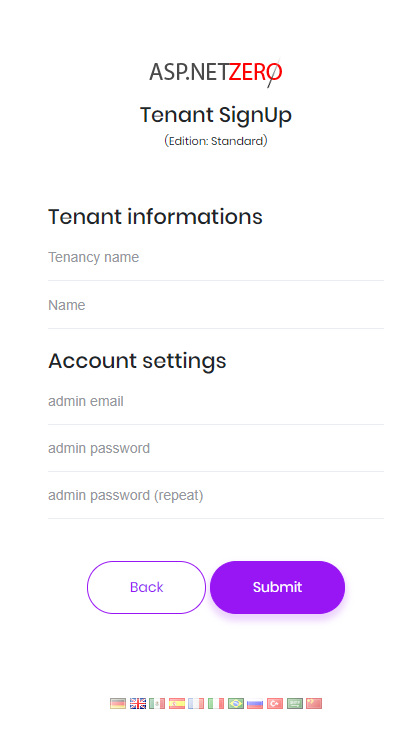 ASP.NETZERO
Tenant SignUp
(Edition: Standard)
Tenant informations
Tenancy name
Name
Account settings
admin email
admin password
admin password (repeat)
Back Submit